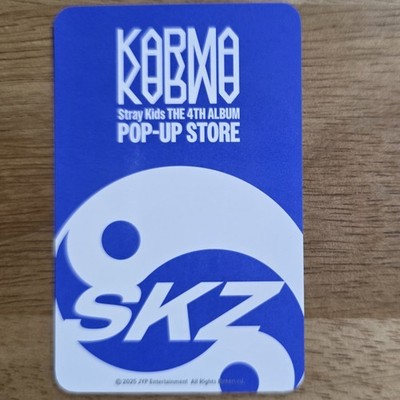 KARMA
Stray Kids THE 4TH ALBUM
POP-UP STORE
SKZ
© 2025 JYP Entertainment All Rights Reserved